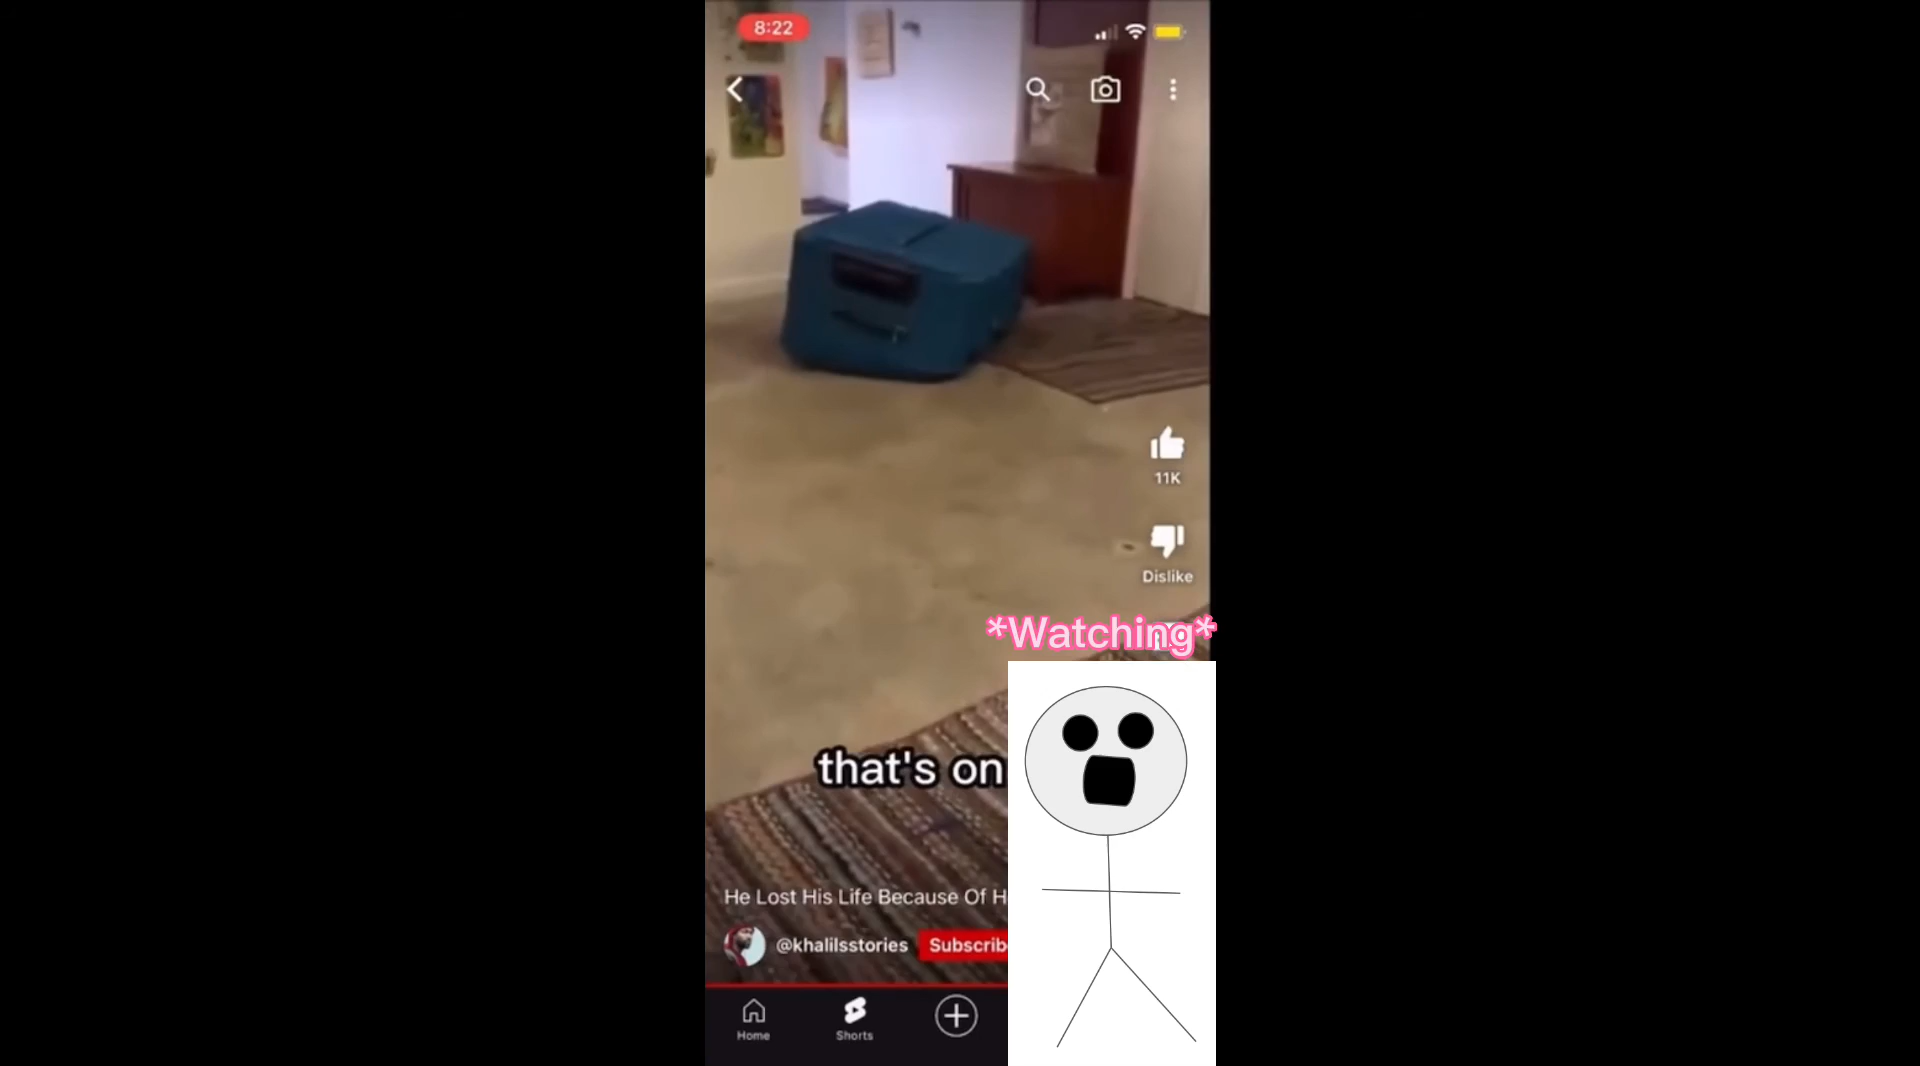 8:22
11K
Dislike
*Watching*
that's on
He Lost His Life Because Of H
@khalilsstories
Subscrib
Home
Shorts